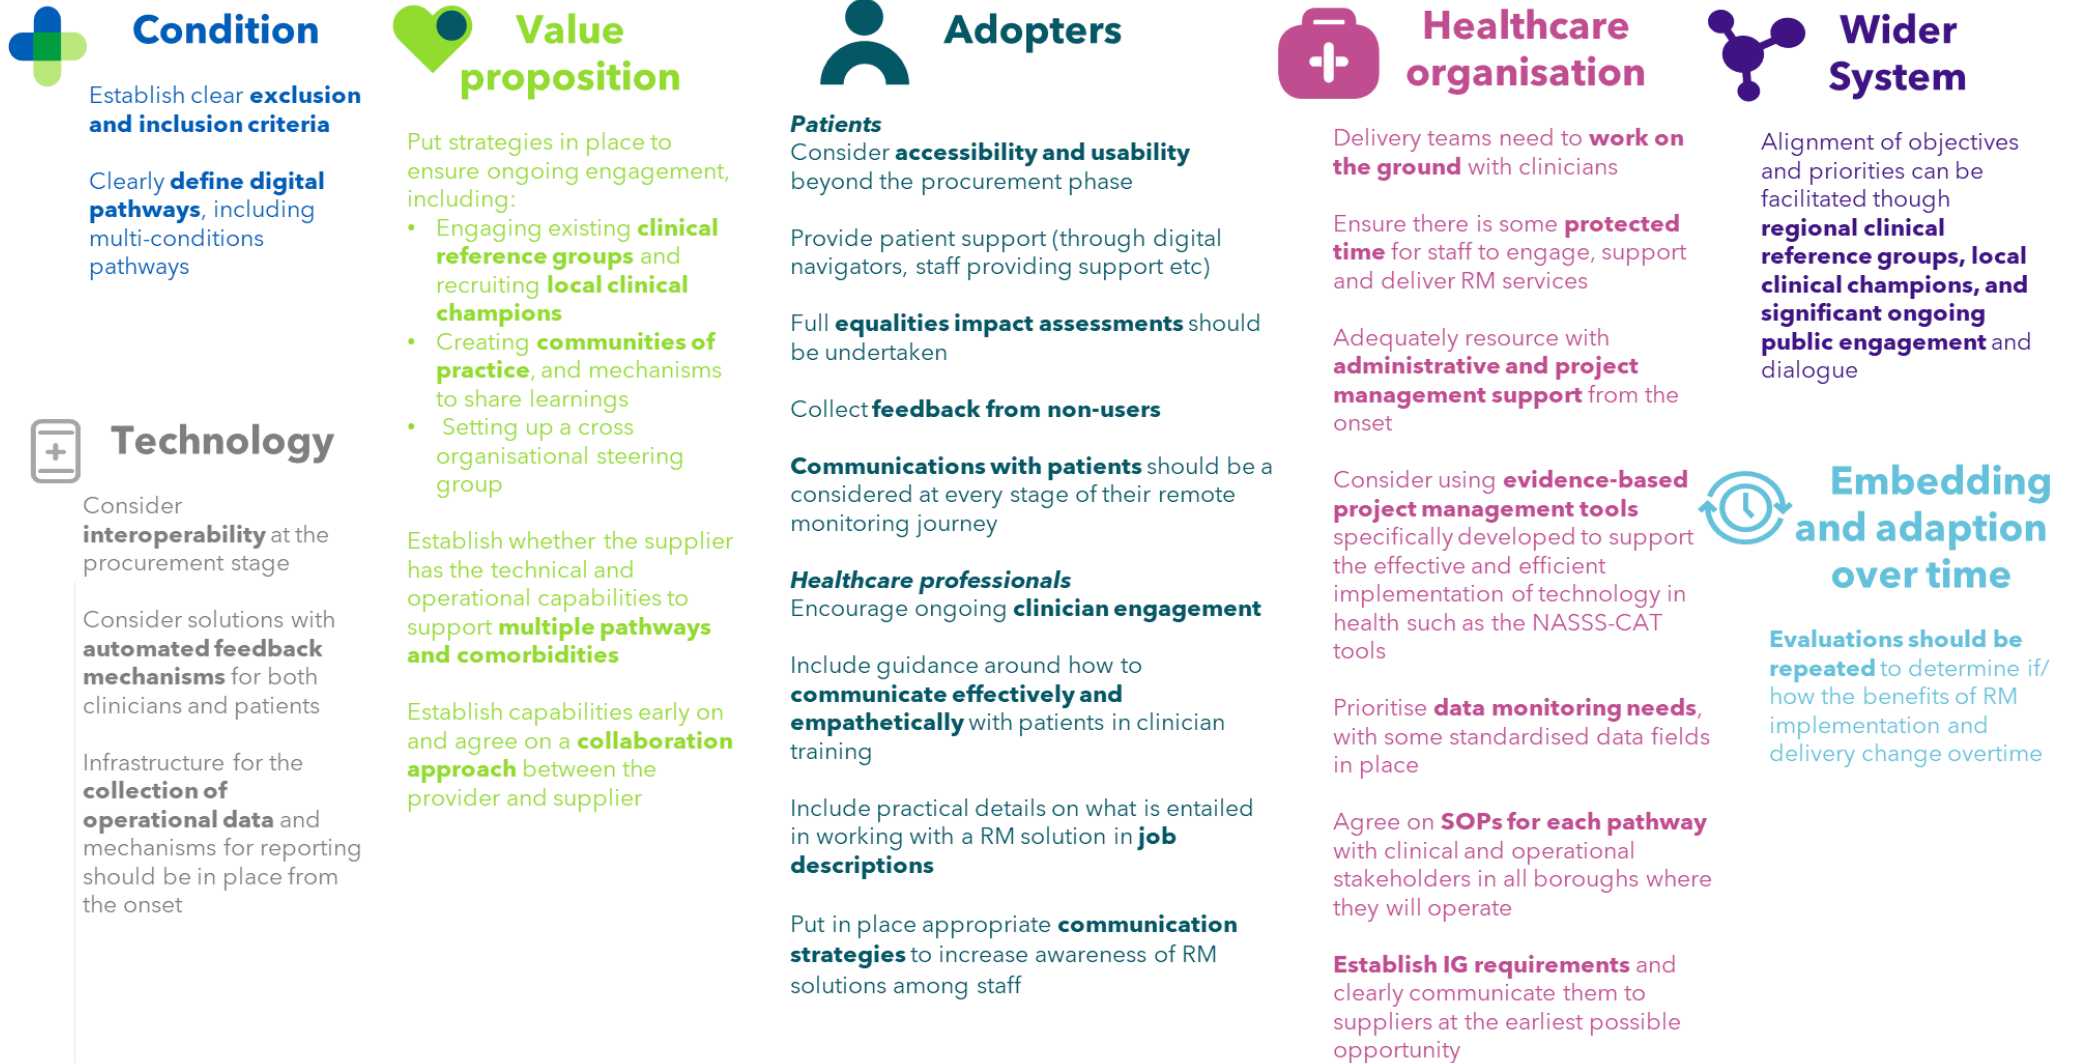 Condition
Establish clear exclusion
and inclusion criteria
Clearly define digital
pathways, including
multi-conditions
pathways
Technology
Consider
interoperability at the
procurement stage
Consider solutions with
automated feedback
mechanisms for both
clinicians and patients
Infrastructure for the
collection of
operational data and
mechanisms for reporting
should be in place from
the onset
Value
proposition
Put strategies in place to
ensure ongoing engagement,
including:
• Engaging existing clinical
reference groups and
recruiting local clinical
champions
• Creating communities of
practice, and mechanisms
to share learnings
• Setting up a cross
organisational steering
group
Establish whether the supplier
has the technical and
operational capabilities to
support multiple pathways
and comorbidities
Establish capabilities early on
and agree on a collaboration
approach between the
provider and supplier
Adopters
Patients
Consider accessibility and usability
beyond the procurement phase
Provide patient support (through digital
navigators, staff providing support etc)
Full equalities impact assessments should
be undertaken
Collect feedback from non-users
Communications with patients should be a
considered at every stage of their remote
monitoring journey
Healthcare professionals
Encourage ongoing clinician engagement
Include guidance around how to
communicate effectively and
empathetically with patients in clinician
training
Include practical details on what is entailed
in working with a RM solution in job
descriptions
Put in place appropriate communication
strategies to increase awareness of RM
solutions among staff
Healthcare
organisation
Delivery teams need to work on
the ground with clinicians
Ensure there is some protected
time for staff to engage, support
and deliver RM services
Adequately resource with
administrative and project
management support from the
onset
Consider using evidence-based
project management tools
specifically developed to support
the effective and efficient
implementation of technology in
health such as the NASSS-CAT
tools
Prioritise data monitoring needs,
with some standardised data fields
in place
Agree on SOPs for each pathway
with clinical and operational
stakeholders in all boroughs where
they will operate
Establish IG requirements and
clearly communicate them to
suppliers at the earliest possible
opportunity
Wider
System
Alignment of objectives
and priorities can be
facilitated though
regional clinical
reference groups, local
clinical champions, and
significant ongoing
public engagement and
dialogue
Embedding
and adaption
over time
Evaluations should be
repeated to determine if/
how the benefits of RM
implementation and
delivery change overtime